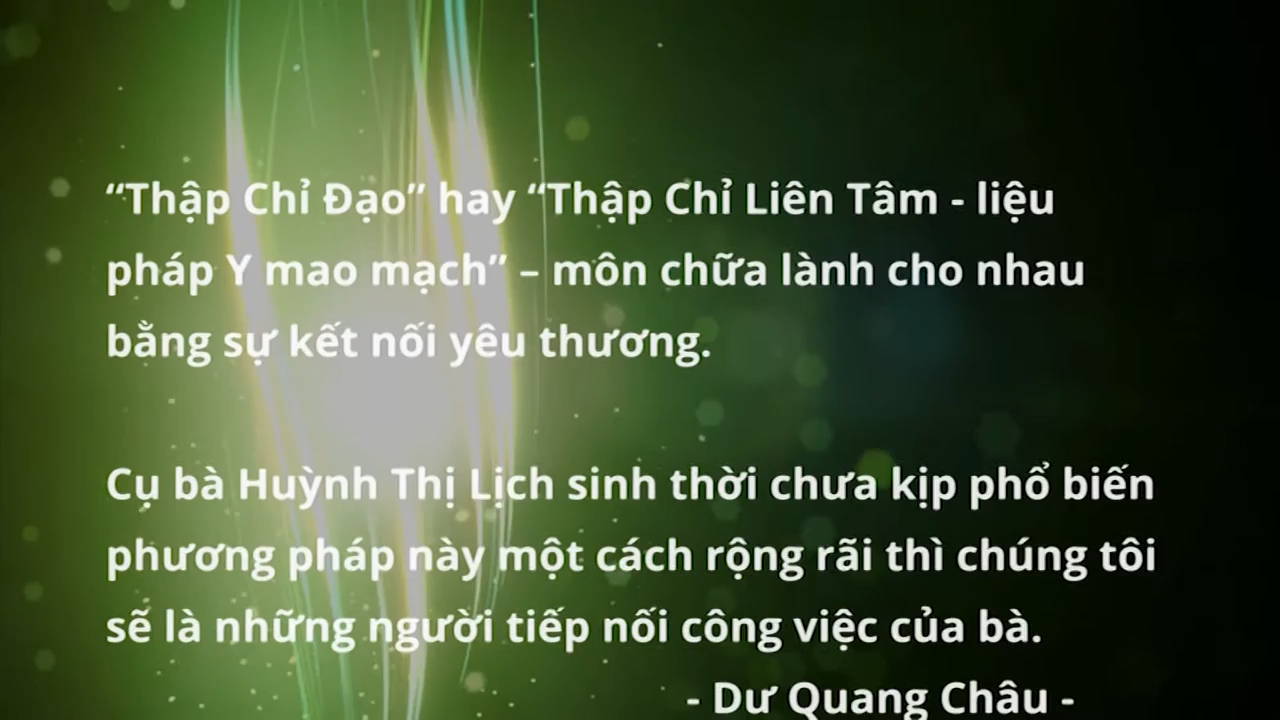 “Thập Chỉ Đạo” hay “Thập Chỉ Liên Tâm - liệu
pháp Y mao mạch” – môn chữa lành cho nhau
bằng sự kết nối yêu thương.
Cụ bà Huỳnh Thị Lịch sinh thời chưa kịp phổ biến
phương pháp này một cách rộng rãi thì chúng tôi
sẽ là những người tiếp nối công việc của bà.
- Dư Quang Châu -